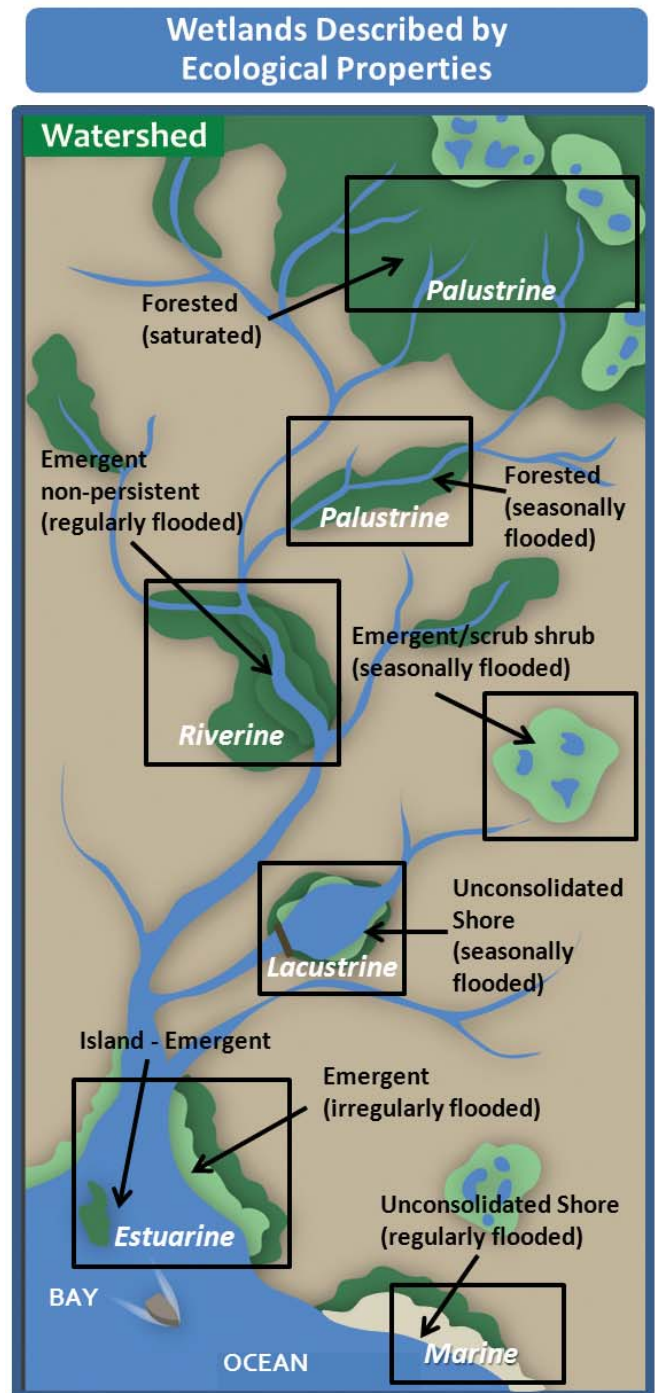 Wetlands Described by
Ecological Properties
Watershed
Forested
(saturated)
Palustrine
Emergent
non-persistent
(regularly flooded)
Palustrine
Forested
(seasonally
flooded)
Emergent/scrub shrub
(seasonally flooded)
Riverine
Unconsolidated
Shore
(seasonally
flooded)
Lacustrine
Island - Emergent
Emergent
(irregularly flooded)
Estuarine
Unconsolidated Shore
(regularly flooded)
BAY
Marine
OCEAN